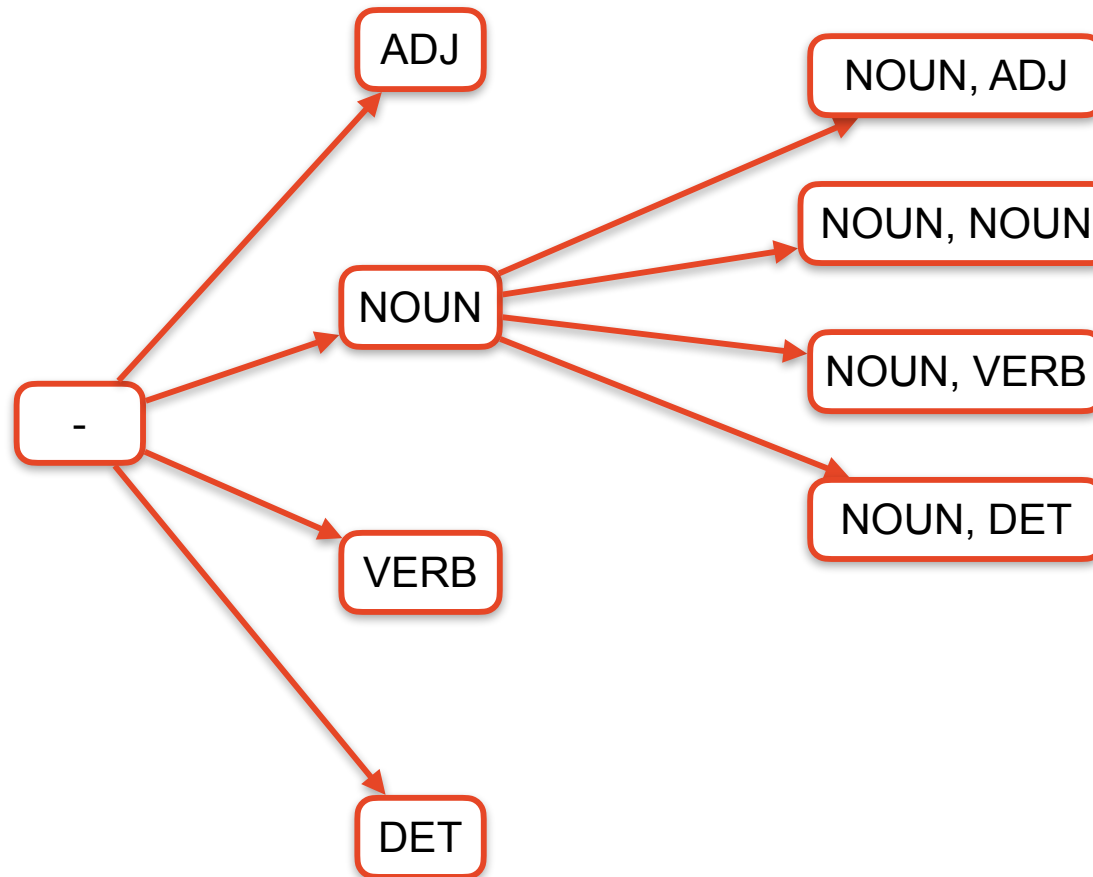 ADJ
NOUN, ADJ
NOUN, NOUN
NOUN
NOUN, VERB
-
NOUN, DET
VERB
DET